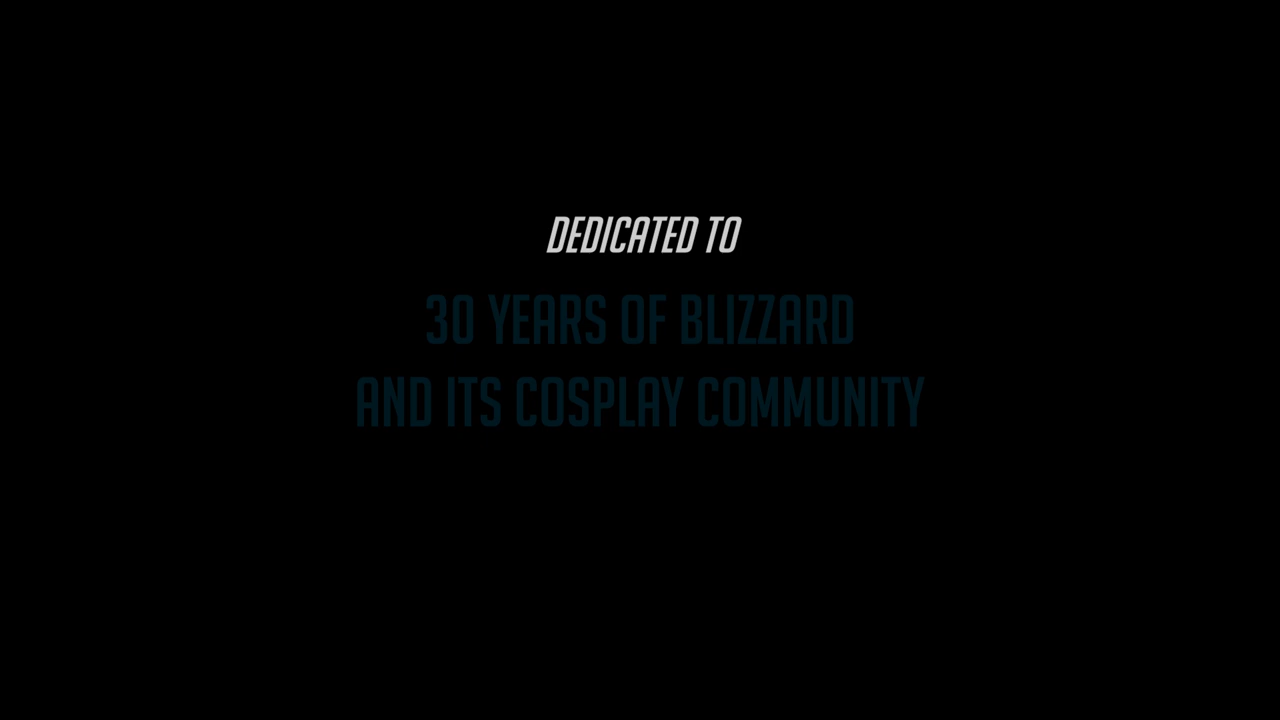 DEDICATED TO
30 YEARS OF BLIZZARD
AND ITS COSPLAY COMMUNITY